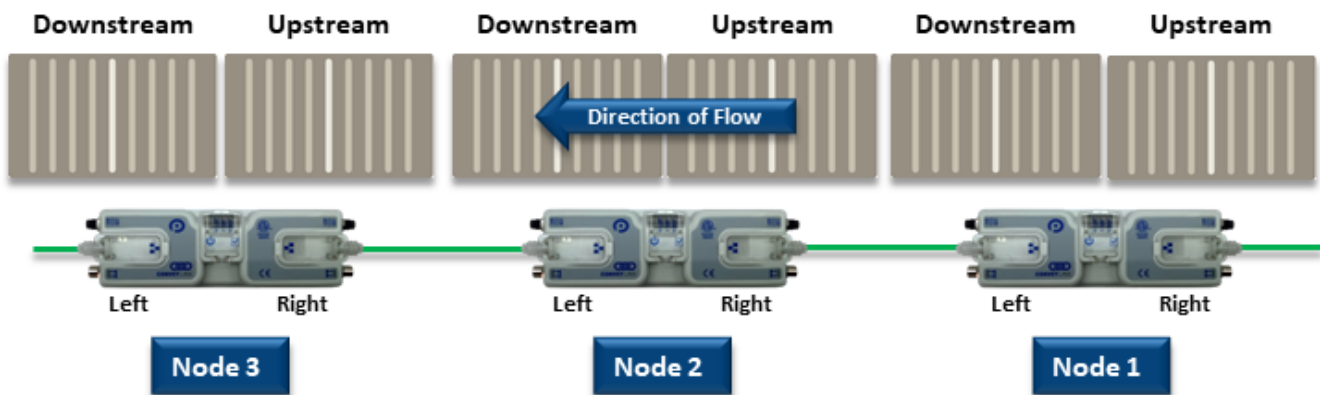 Downstream Upstream Downstream Upstream Downstream Upstream
Direction of Flow
Left Right Left Right Left Right
Node 3 Node 2 Node 1